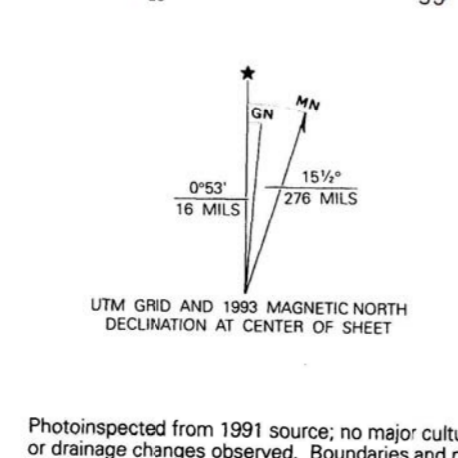 MN
GN
0°53'
16 MILS
15½°
276 MILS
UTM GRID AND 1993 MAGNETIC NORTH
DECLINATION AT CENTER OF SHEET
Photoinspected from 1991 source; no major
or drainage changes observed. Boundaries and